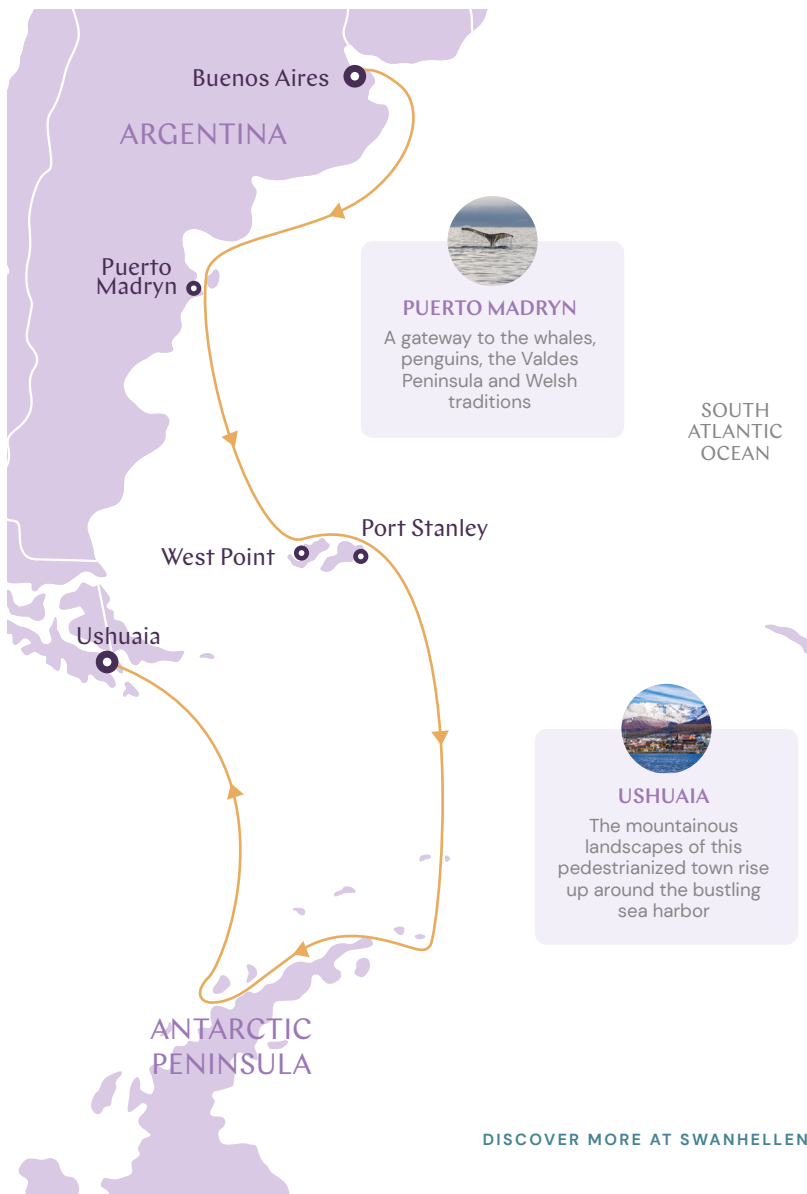 Buenos Aires
ARGENTINA
Puerto
Madryn
PUERTO MADRYN
A gateway to the whales,
penguins, the Valdes
Peninsula and Welsh
traditions
SOUTH
ATLANTIC
OCEAN
Port Stanley
West Point
Ushuaia
USHUAIA
The mountainous
landscapes of this
pedestrianized town rise
up around the bustling
sea harbor
ANTARCTIC
PENINSULA
DISCOVER MORE AT SWANHELLEN